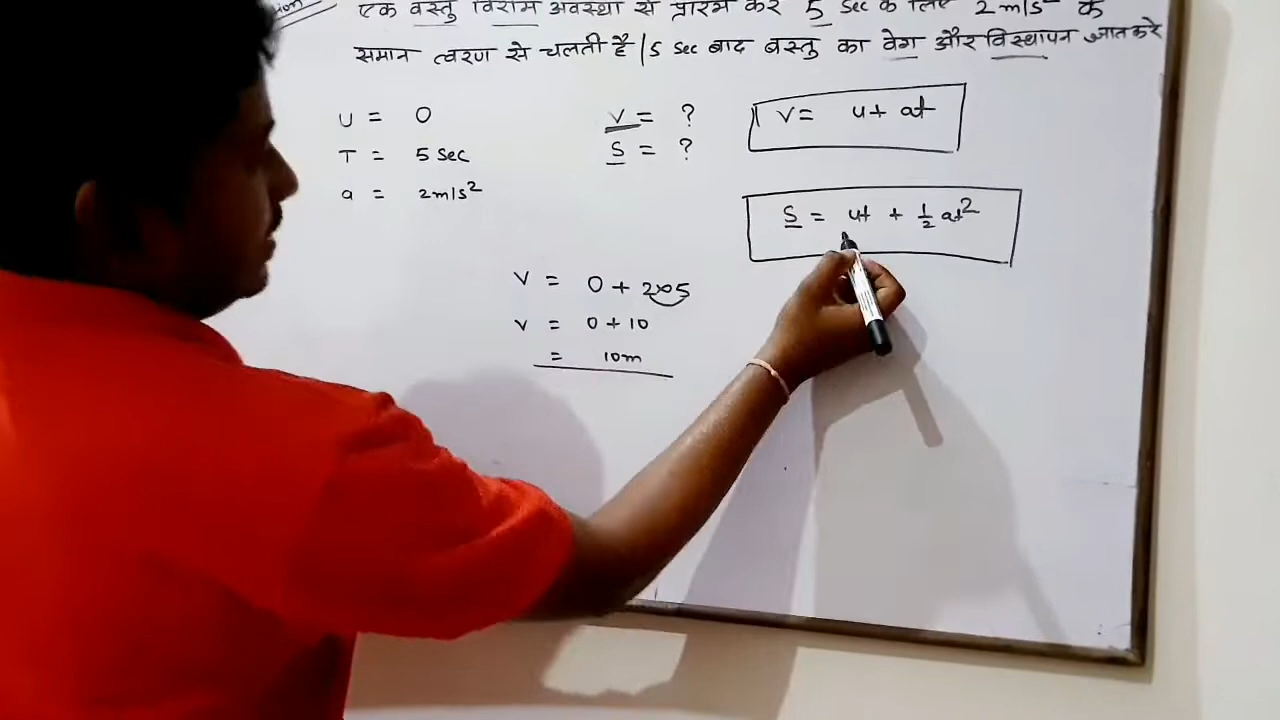 एक वस्तु विराम अवस्था से प्रारंभ कर 5 Sec के लिए 2 m/s² के
समान त्वरण से चलती है | 5 Sec बाद वस्तु का वेग और विस्थापन ज्ञात करे
U = 0
T = 5 Sec
a = 2m/s²
V = ?
S = ?
V = u + at
S = ut + 1/2 at²
V = 0 + 2×5
V = 0 + 10
= 10m